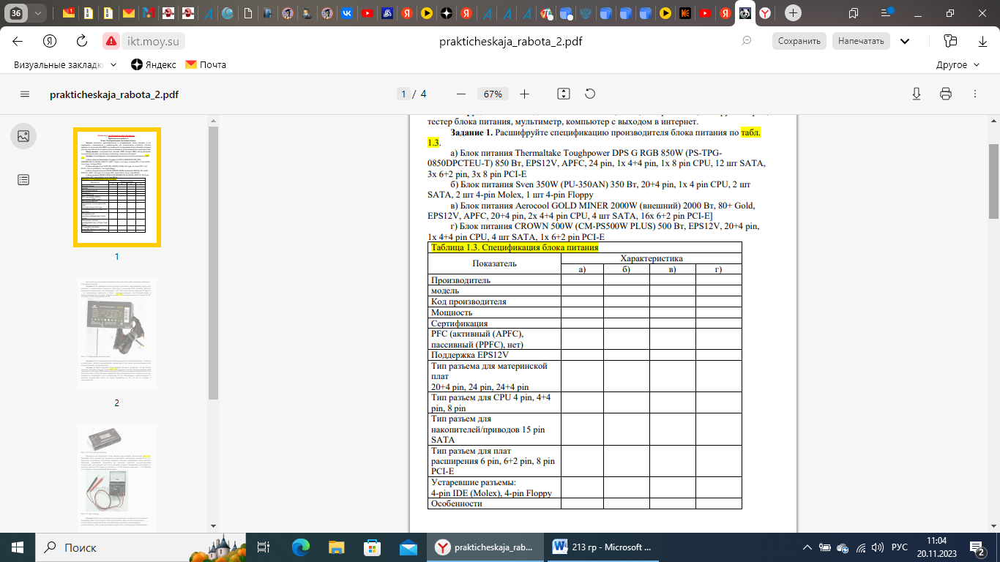 36
ikt.moy.su
prakticheskaja_rabota_2.pdf
Сохранить
Напечатать
Визуальные закладки
Яндекс
Почта
Другое
prakticheskaja_rabota_2.pdf
1 / 4
67%
тестер блока питания, мультиметр, компьютер с выходом в интернет.
Задание 1. Расшифруйте спецификацию производителя блока питания по табл.
1.3.
а) Блок питания Thermaltake Toughpower DPS G RGB 850W (PS-TPG-
0850DPCTEU-T) 850 Вт, EPS12V, APFC, 24 pin, 1x 4+4 pin, 1x 8 pin CPU, 12 шт SATA,
3x 6+2 pin, 3x 8 pin PCI-E
б) Блок питания Sven 350W (PU-350AN) 350 Вт, 20+4 pin, 1x 4 pin CPU, 2 шт
SATA, 2 шт 4-pin Molex, 1 шт 4-pin Floppy
в) Блок питания Aerocool GOLD MINER 2000W (внешний) 2000 Вт, 80+ Gold,
EPS12V, APFC, 20+4 pin, 2x 4+4 pin CPU, 4 шт SATA, 16x 6+2 pin PCI-E]
г) Блок питания CROWN 500W (CM-PS500W PLUS) 500 Вт, EPS12V, 20+4 pin,
1x 4+4 pin CPU, 4 шт SATA, 1x 6+2 pin PCI-E
Таблица 1.3. Спецификация блока питания
Показатель
Характеристика
а) б) в) г)
Производитель
модель
Код производителя
Мощность
Сертификация
PFC (активный (APFC),
пассивный (PPFC), нет)
Поддержка EPS12V
Тип разъема для материнской
плат
20+4 pin, 24 pin, 24+4 pin
Тип разъем для CPU 4 pin, 4+4
pin, 8 pin
Тип разъем для
накопителей/приводов 15 pin
SATA
Тип разъем для плат
расширения 6 pin, 6+2 pin, 8 pin
PCI-E
Устаревшие разъемы:
4-pin IDE (Molex), 4-pin Floppy
Особенности
1
2
Поиск
prakticheskaja_rab...
213 гр - Microsoft ...
РУС
11:04
20.11.2023
2